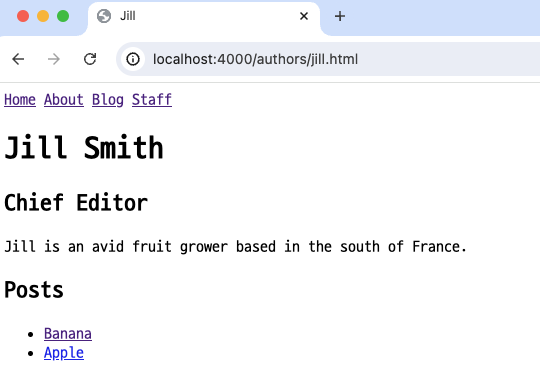 Jill
localhost:4000/authors/jill.html
Home About Blog Staff
Jill Smith
Chief Editor
Jill is an avid fruit grower based in the south of France.
Posts
Banana
Apple